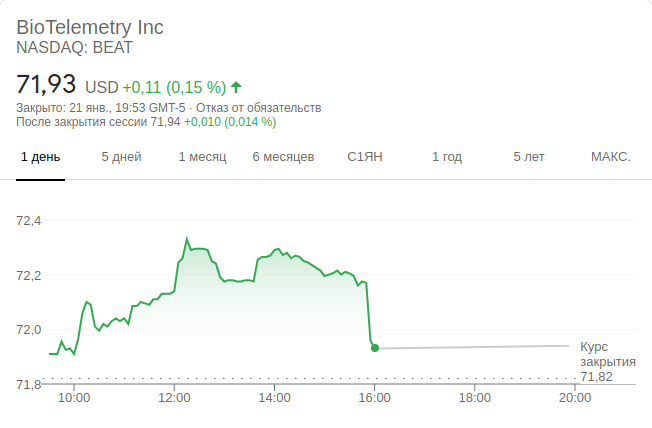 BioTelemetry Inc
NASDAQ: BEAT
71,93 USD +0,11 (0,15 %)
Закрыто: 21 янв., 19:53 GMT-5 · Отказ от обязательств
После закрытия сессии 71,94 +0,010 (0,014 %)
1 день 5 дней 1 месяц 6 месяцев С1ЯН 1 год 5 лет МАКС.
72,4
72,2
72,0
71,8
Курс
закрытия
71,82
10:00 12:00 14:00 16:00 18:00 20:00